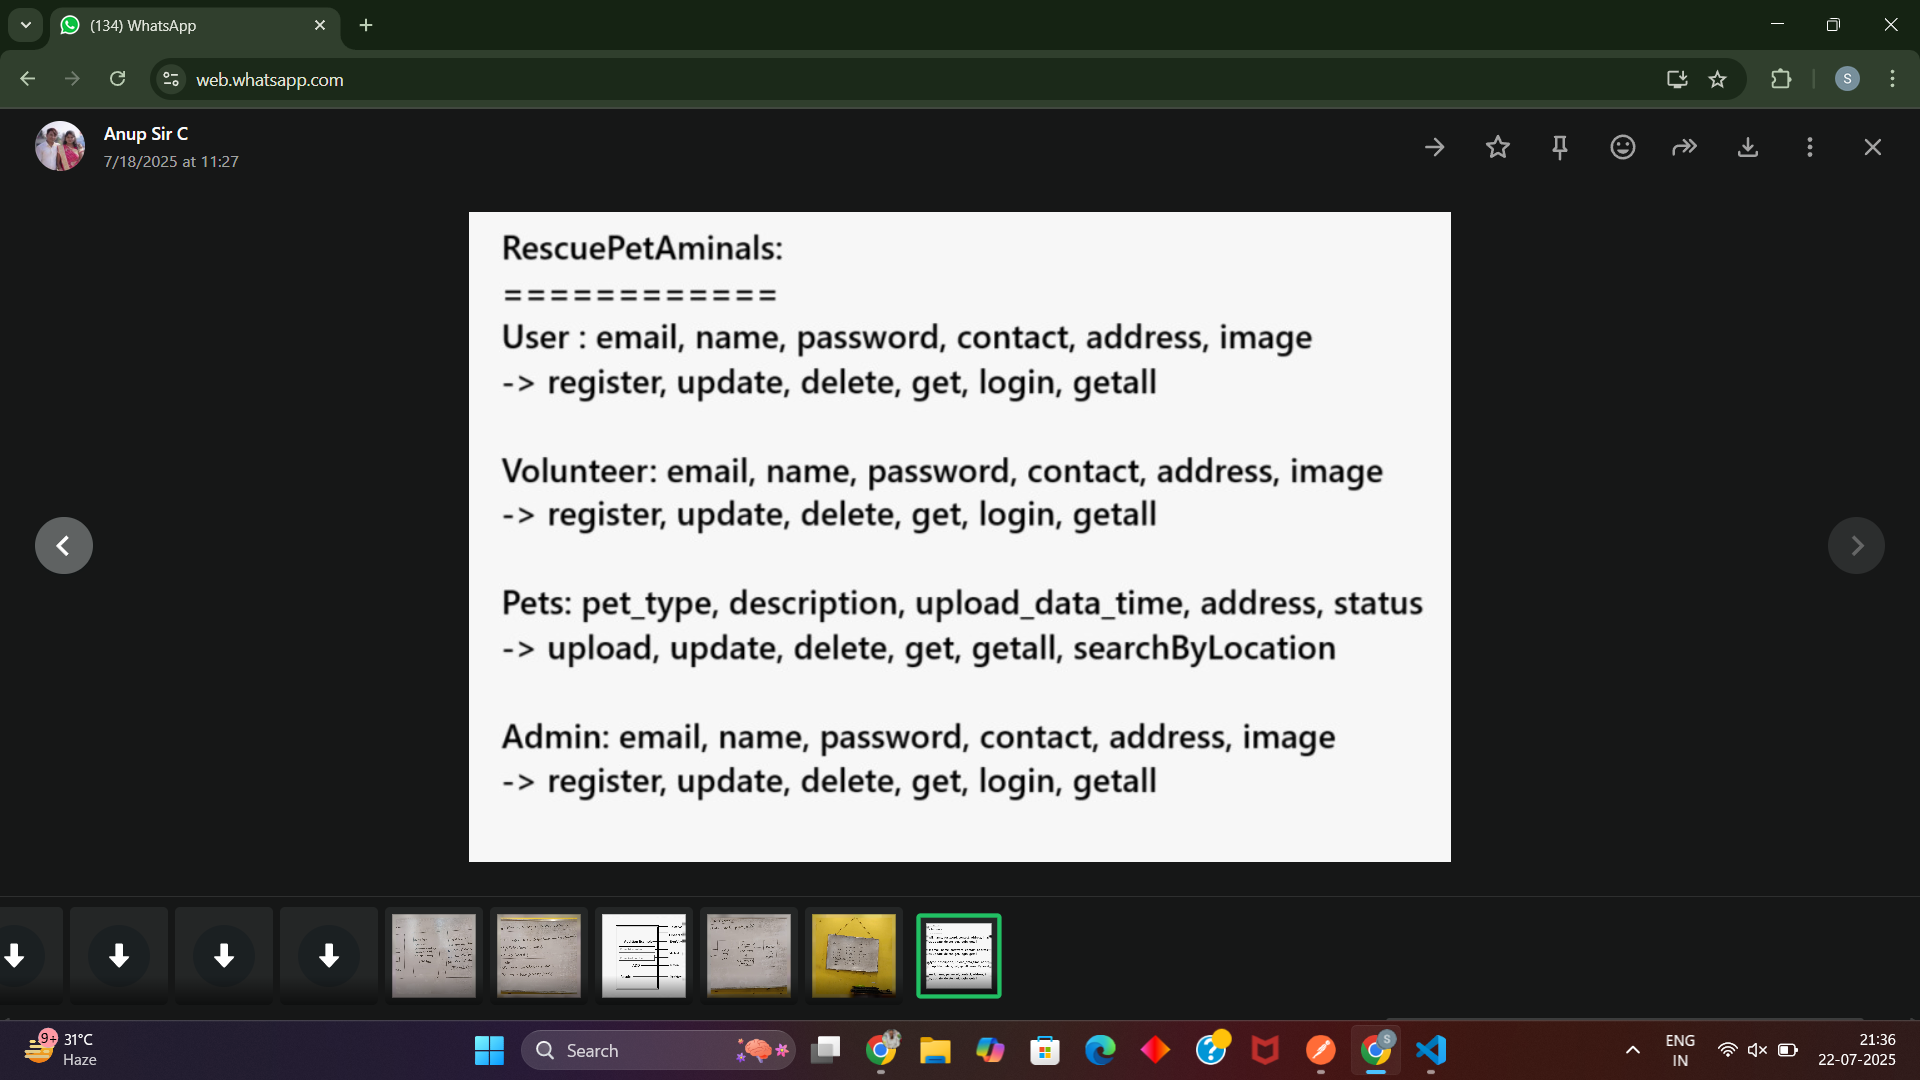 (134) WhatsApp
web.whatsapp.com
S
Anup Sir C
7/18/2025 at 11:27
RescuePetAminals:
============
User : email, name, password, contact, address, image
-> register, update, delete, get, login, getall
Volunteer: email, name, password, contact, address, image
-> register, update, delete, get, login, getall
Pets: pet_type, description, upload_data_time, address, status
-> upload, update, delete, get, getall, searchByLocation
Admin: email, name, password, contact, address, image
-> register, update, delete, get, login, getall
9+
31°C
Haze
Search
S
ENG
IN
21:36
22-07-2025